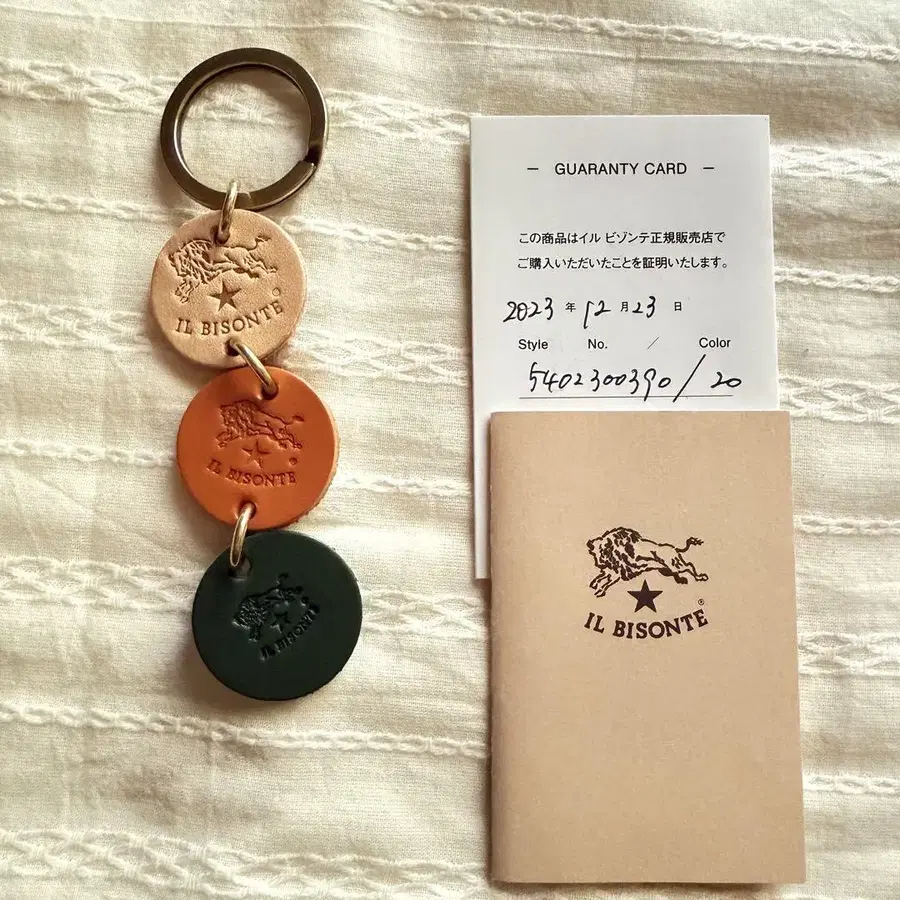 IL BISONTE®
IL BISONTE®
IL BISONTE
— GUARANTY CARD —
この商品はイル ビゾンテ正規販売店で
ご購入いただいたことを証明いたします。
2023 年 12 月 23 日
Style No. / Color
5402300390 / 20
IL BISONTE®